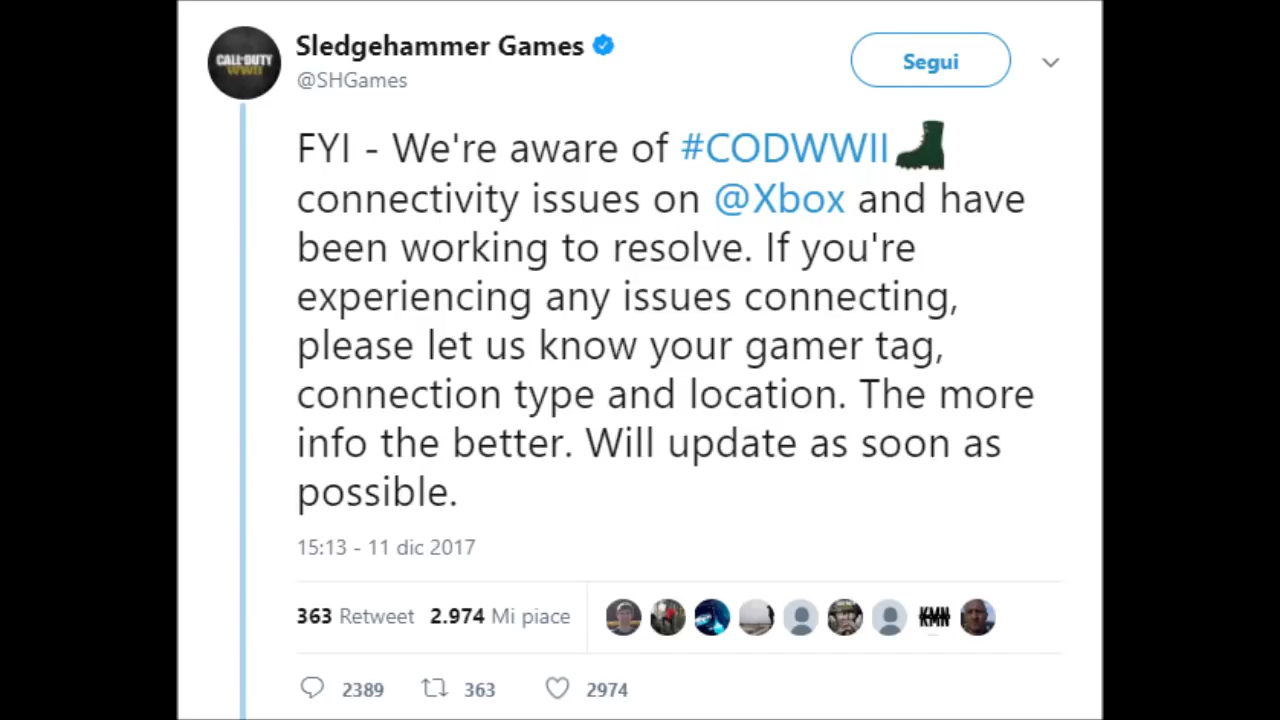 CALL·DUTY
WWII
Sledgehammer Games
@SHGames
Segui
FYI - We're aware of #CODWWII
connectivity issues on @Xbox and have
been working to resolve. If you're
experiencing any issues connecting,
please let us know your gamer tag,
connection type and location. The more
info the better. Will update as soon as
possible.
15:13 - 11 dic 2017
363 Retweet 2.974 Mi piace
KMN
2389 363 2974